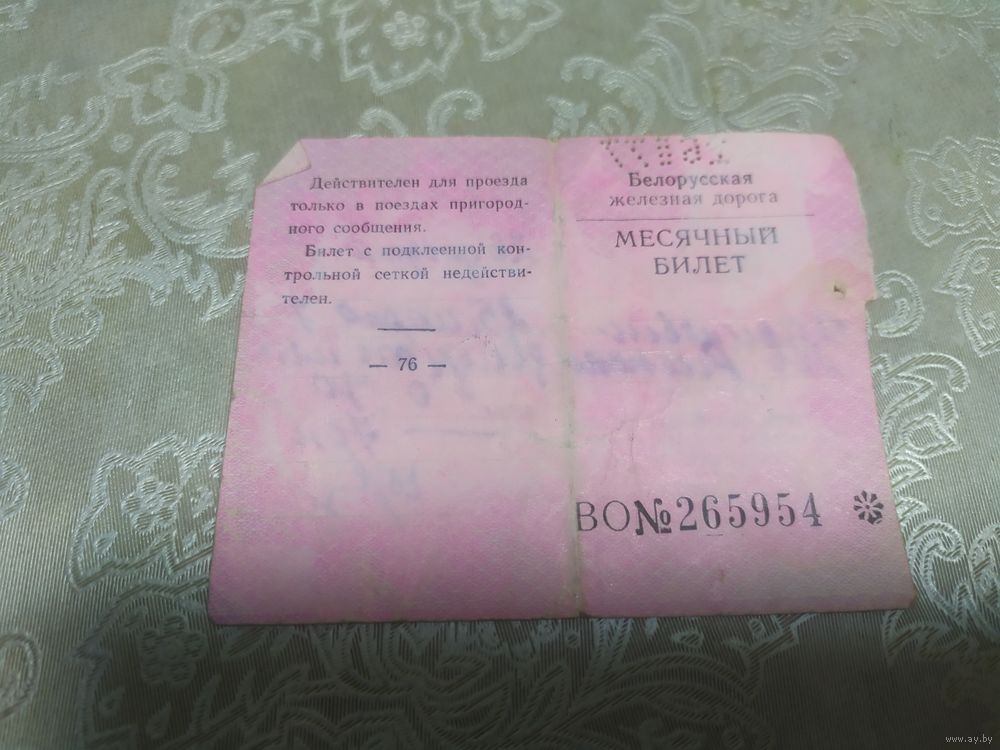 Действителен для проезда
только в поездах пригород-
ного сообщения.
Билет с подклеенной кон-
трольной сеткой недействи-
телен.
— 76 —
Белорусская
железная дорога
МЕСЯЧНЫЙ
БИЛЕТ
ВО№265954
www.ay.by